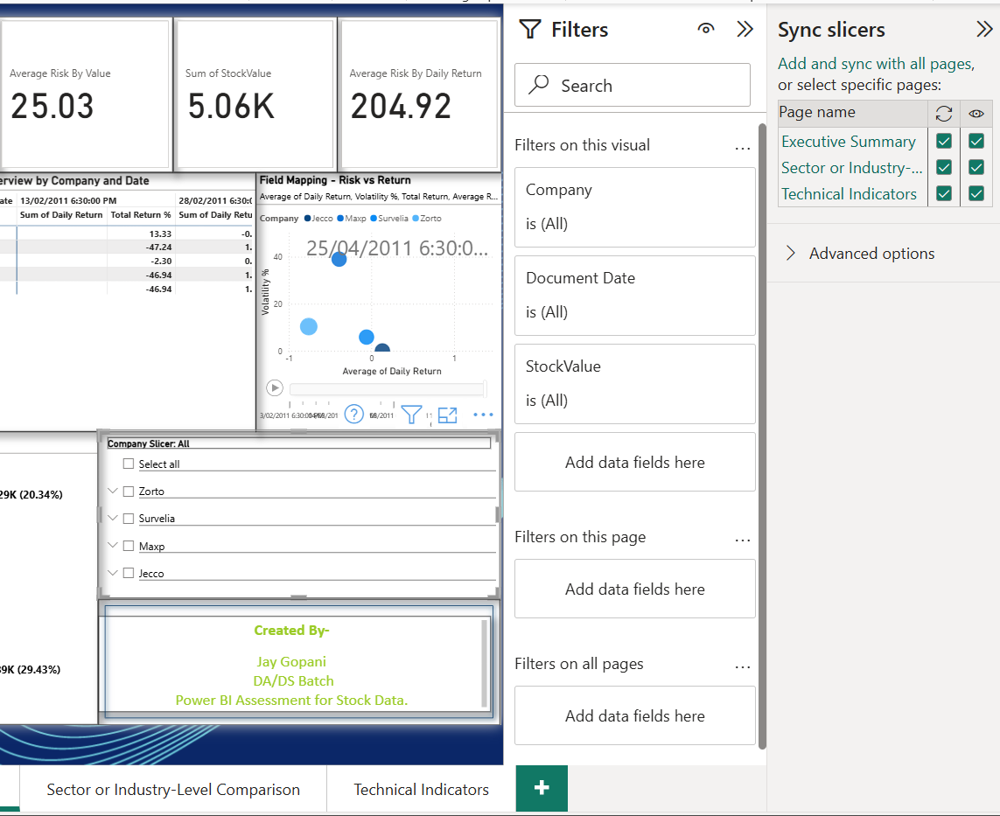 Average Risk By Value
25.03
Sum of StockValue
5.06K
Average Risk By Daily Return
204.92
Filters
Search
Filters on this visual
...
Company
is (All)
Document Date
is (All)
StockValue
is (All)
Add data fields here
Filters on this page
...
Add data fields here
Filters on all pages
...
Add data fields here
Sync slicers
Add and sync with all pages,
or select specific pages:
Page name
Executive Summary
Sector or Industry-...
Technical Indicators
Advanced options
erview by Company and Date
ate 13/02/2011 6:30:00 PM 28/02/2011 6:30:0
Sum of Daily Return Total Return % Sum of Daily Retu
13.33 -0.
-47.24 1.
-2.30 0.
-46.94 1.
-46.94 1.
Field Mapping - Risk vs Return
Average of Daily Return, Volatility %, Total Return, Average R...
Company Jecco Maxp Survelia Zorto
25/04/2011 6:30:0...
Volatility %
40
20
0
-1 0 1
Average of Daily Return
3/02/2011 6:30:00
/2011
29K (20.34%)
39K (29.43%)
Company Slicer: All
Select all
Zorto
Survelia
Maxp
Jecco
Created By-
Jay Gopani
DA/DS Batch
Power BI Assessment for Stock Data.
Sector or Industry-Level Comparison
Technical Indicators
+